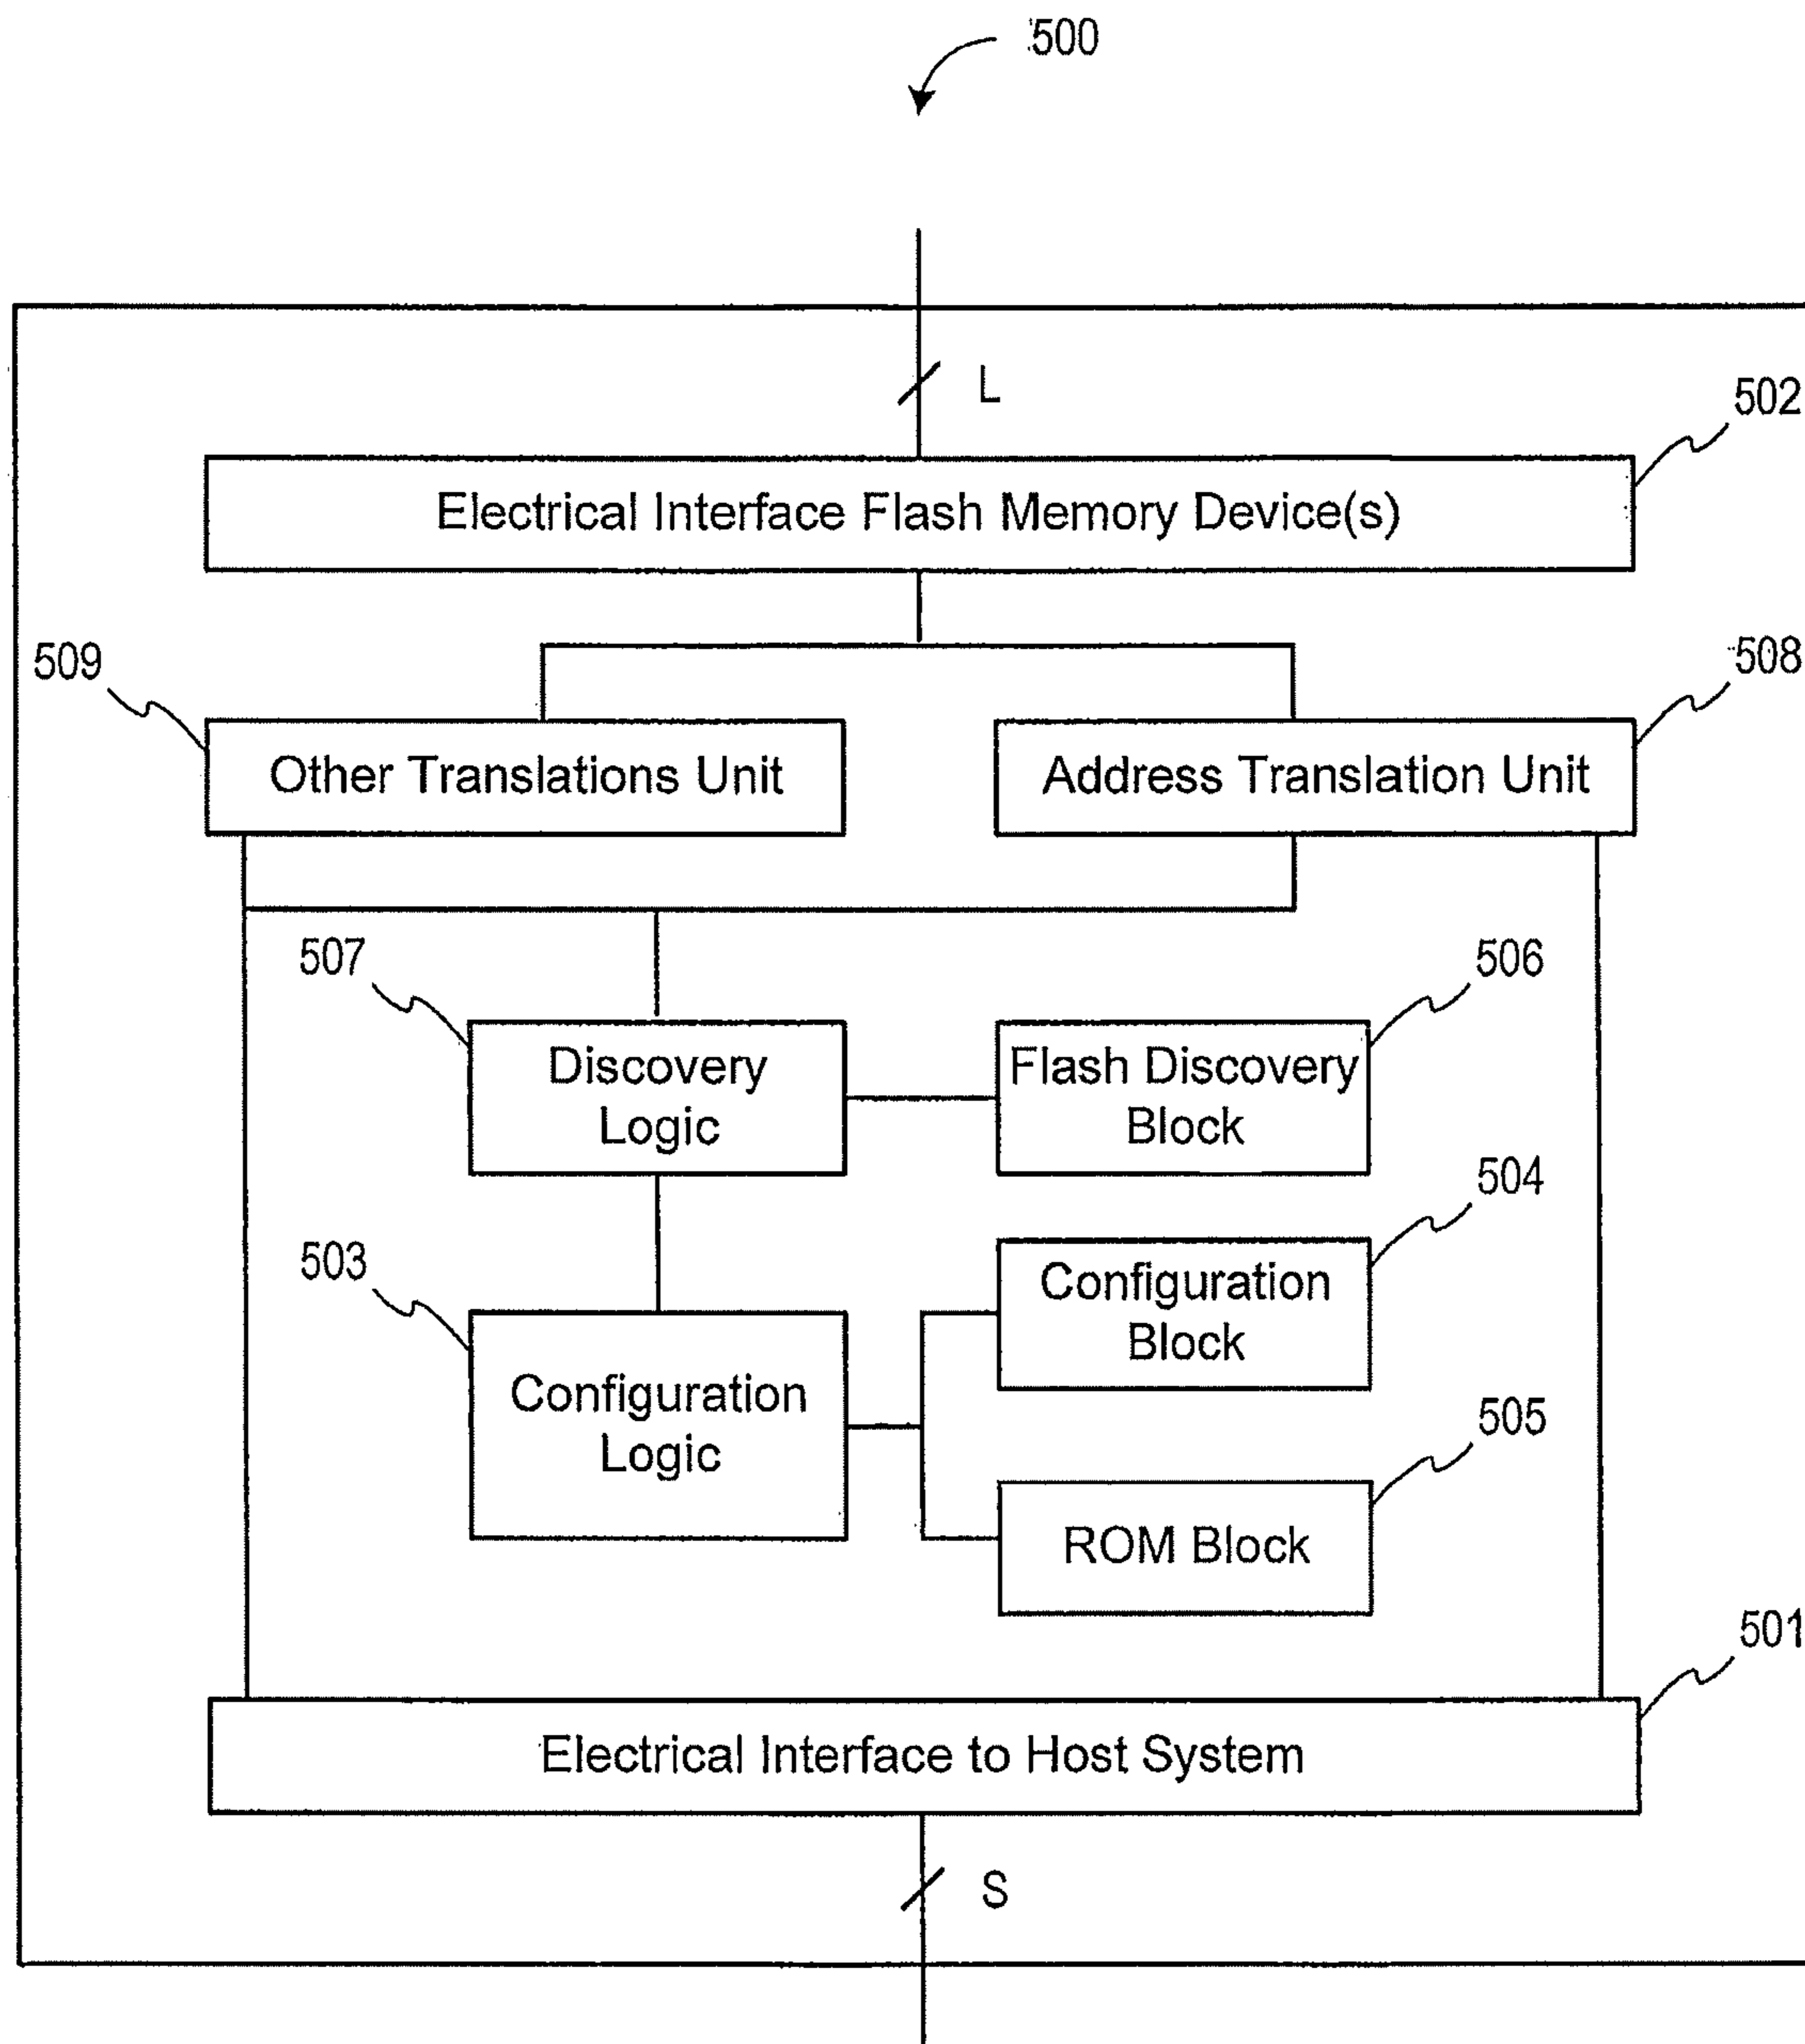 500
L
502
Electrical Interface Flash Memory Device(s)
509
508
Other Translations Unit
Address Translation Unit
507
506
Discovery
Logic
Flash Discovery
Block
504
503
Configuration
Block
Configuration
Logic
505
ROM Block
501
Electrical Interface to Host System
S